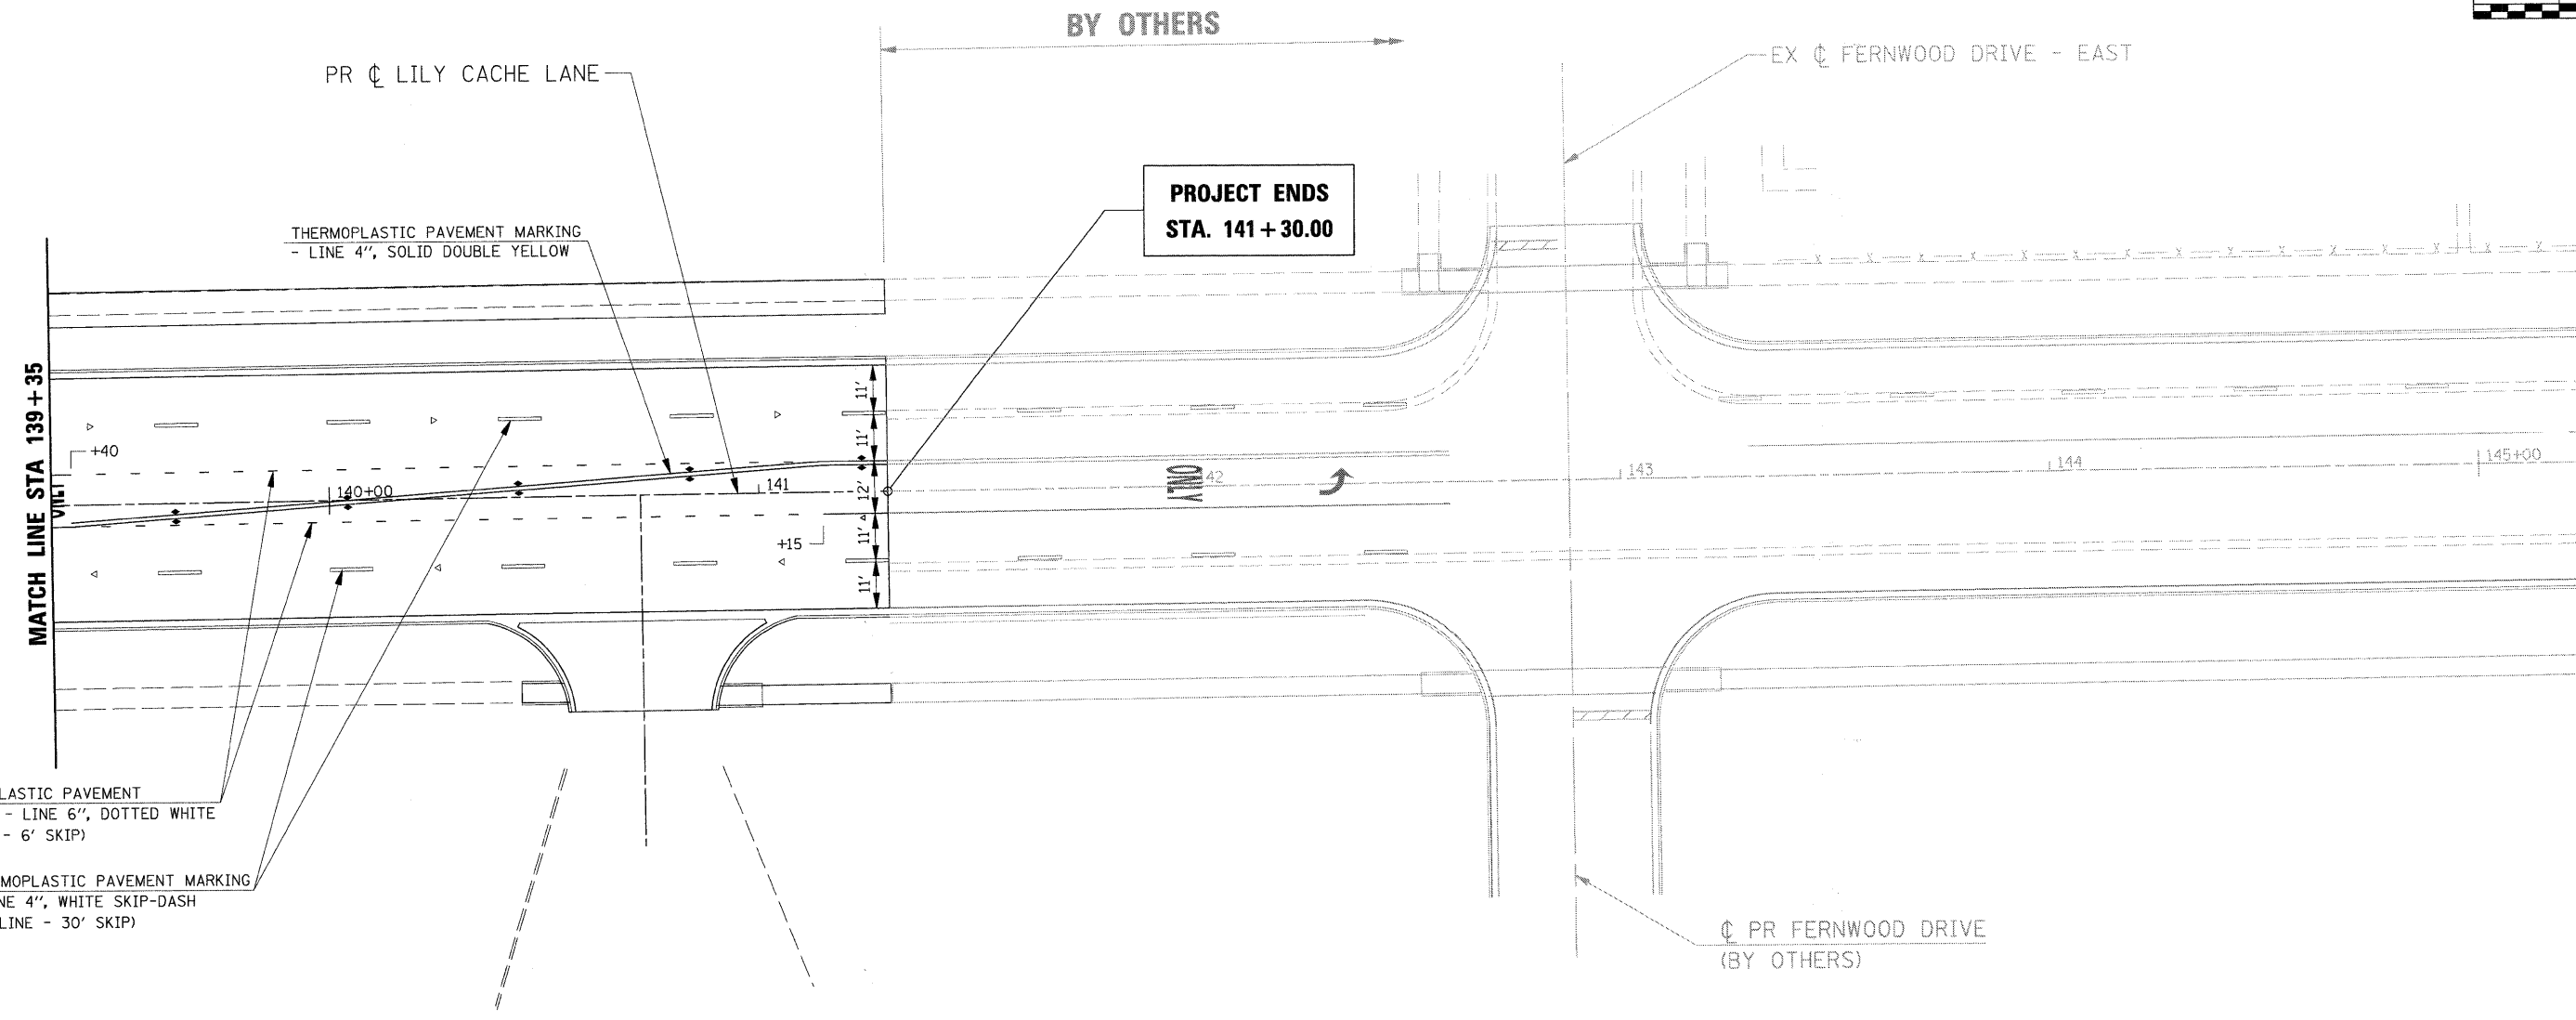 BY OTHERS
EX ℄ FERNWOOD DRIVE - EAST
PR ℄ LILY CACHE LANE
PROJECT ENDS
STA. 141+30.00
THERMOPLASTIC PAVEMENT MARKING
- LINE 4", SOLID DOUBLE YELLOW
MATCH LINE STA 139+35
+40
140+00
141
11'
11'
12'
11'
11'
+15
ONLY
42
143
144
145+00
LASTIC PAVEMENT
- LINE 6", DOTTED WHITE
- 6' SKIP)
MOPLASTIC PAVEMENT MARKING
NE 4", WHITE SKIP-DASH
LINE - 30' SKIP)
℄ PR FERNWOOD DRIVE
(BY OTHERS)
X X X X X X X X X X X X X X X